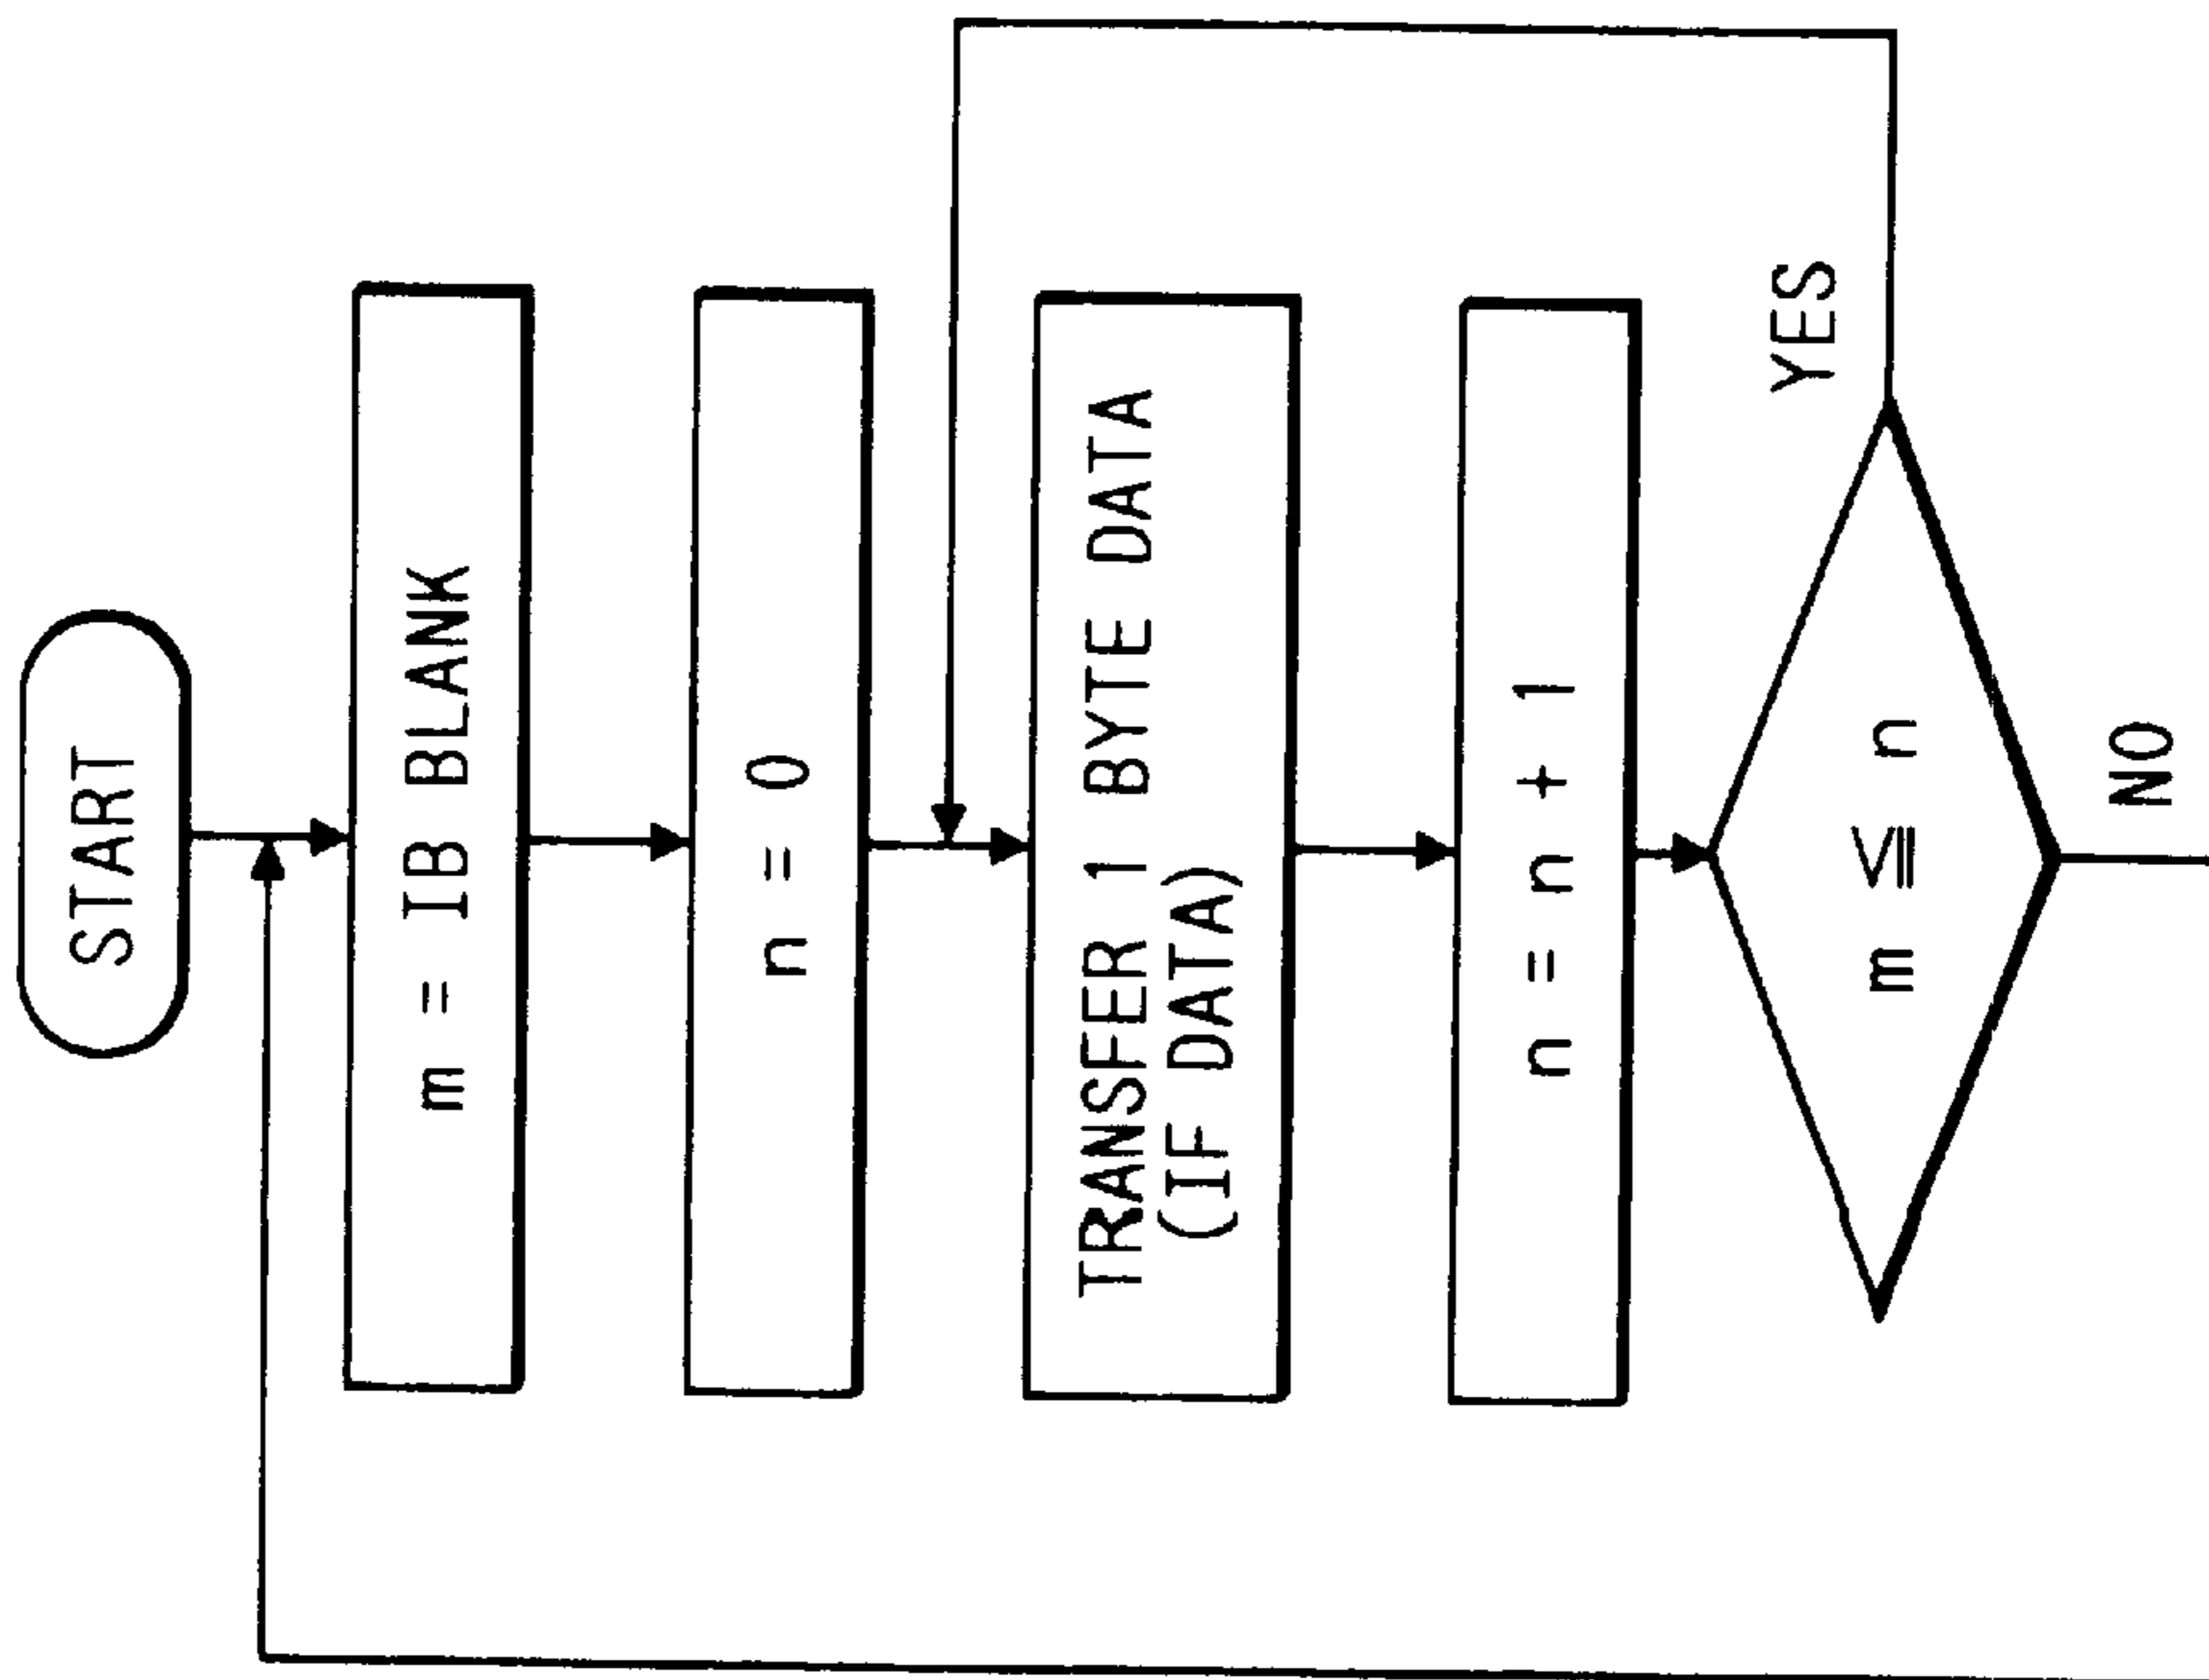 START
m = IB BLANK
n = 0
TRANSFER 1 BYTE DATA
(IF DATA)
n = n + 1
m ≦ n
YES
NO